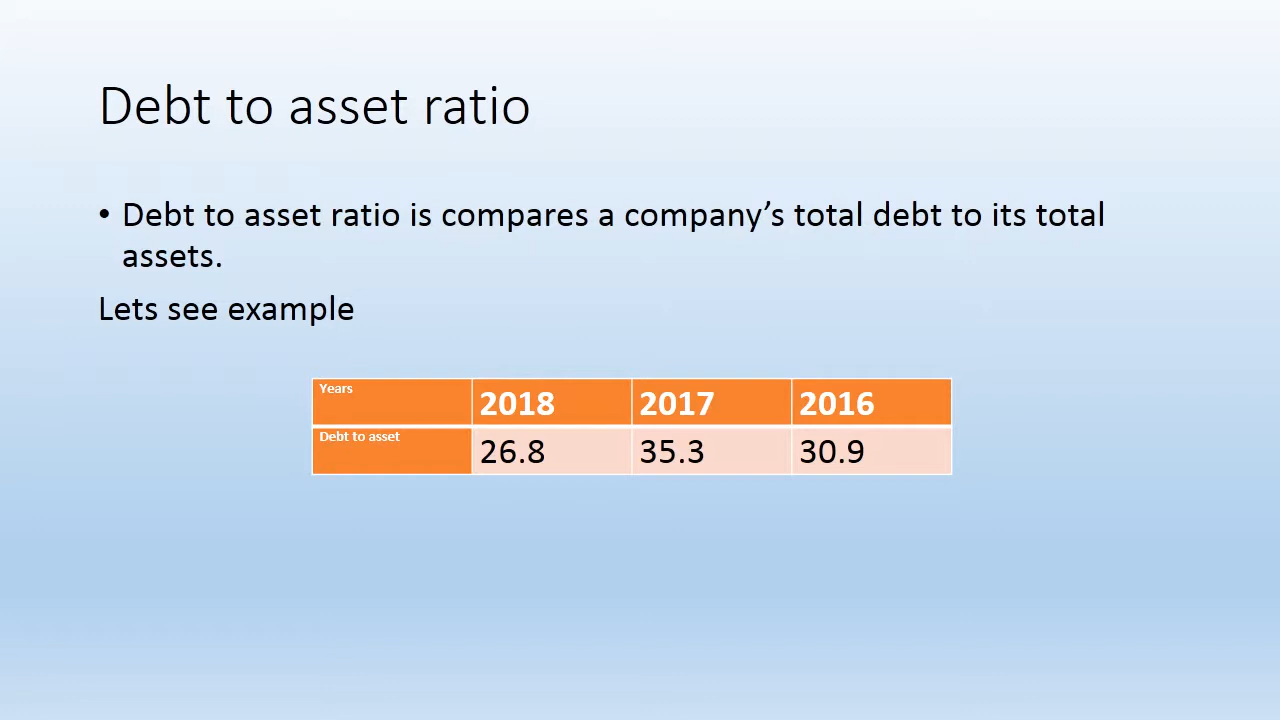 Debt to asset ratio
• Debt to asset ratio is compares a company’s total debt to its total
assets.
Lets see example
Years 2018 2017 2016
Debt to asset 26.8 35.3 30.9